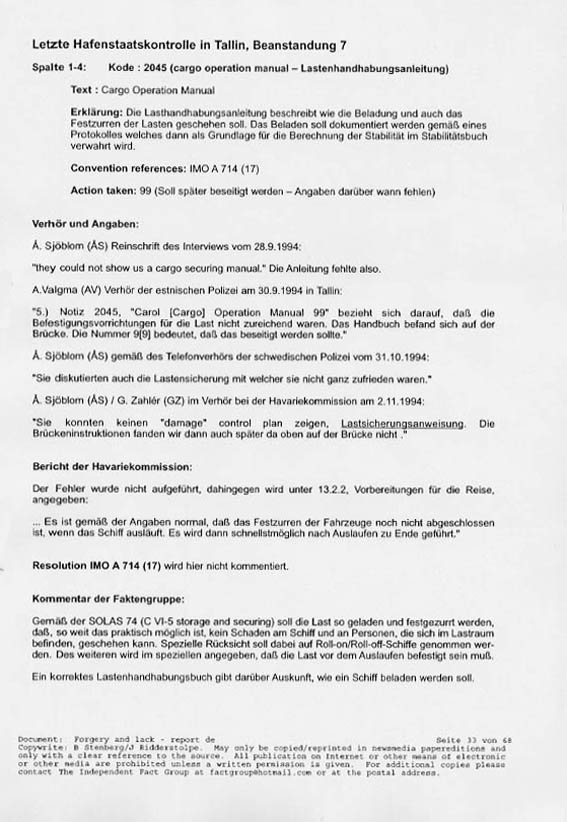 Letzte Hafenstaatskontrolle in Tallin, Beanstandung 7
Spalte 1-4: Kode : 2045 (cargo operation manual – Lastenhandhabungsanleitung)
Text : Cargo Operation Manual
Erklärung: Die Lasthandhabungsanleitung beschreibt wie die Beladung und auch das
Festzurren der Lasten geschehen soll. Das Beladen soll dokumentiert werden gemäß eines
Protokolles welches dann als Grundlage für die Berechnung der Stabilität im Stabilitätsbuch
verwahrt wird.
Convention references: IMO A 714 (17)
Action taken: 99 (Soll später beseitigt werden – Angaben darüber wann fehlen)
Verhör und Angaben:
Å. Sjöblom (ÅS) Reinschrift des Interviews vom 28.9.1994:
"they could not show us a cargo securing manual." Die Anleitung fehlte also.
A.Valgma (AV) Verhör der estnischen Polizei am 30.9.1994 in Tallin:
"5.) Notiz 2045, "Carol [Cargo] Operation Manual 99" bezieht sich darauf, daß die
Befestigungsvorrichtungen für die Last nicht zureichend waren. Das Handbuch befand sich auf der
Brücke. Die Nummer 9[9] bedeutet, daß das beseitigt werden sollte."
Å. Sjöblom (ÅS) gemäß des Telefonverhörs der schwedischen Polizei vom 31.10.1994:
"Sie diskutierten auch die Lastensicherung mit welcher sie nicht ganz zufrieden waren."
Å. Sjöblom (ÅS) / G. Zahlér (GZ) im Verhör bei der Havariekommission am 2.11.1994:
"Sie konnten keinen "damage" control plan zeigen, Lastsicherungsanweisung. Die
Brückeninstruktionen fanden wir dann auch später da oben auf der Brücke nicht ."
Bericht der Havariekommission:
Der Fehler wurde nicht aufgeführt, dahingegen wird unter 13.2.2, Vorbereitungen für die Reise,
angegeben:
... Es ist gemäß der Angaben normal, daß das Festzurren der Fahrzeuge noch nicht abgeschlossen
ist, wenn das Schiff ausläuft. Es wird dann schnellstmöglich nach Auslaufen zu Ende geführt."
Resolution IMO A 714 (17) wird hier nicht kommentiert.
Kommentar der Faktengruppe:
Gemäß der SOLAS 74 (C VI-5 storage and securing) soll die Last so geladen und festgezurrt werden,
daß, so weit das praktisch möglich ist, kein Schaden am Schiff und an Personen, die sich im Lastraum
befinden, geschehen kann. Spezielle Rücksicht soll dabei auf Roll-on/Roll-off-Schiffe genommen wer-
den. Des weiteren wird im speziellen angegeben, daß die Last vor dem Auslaufen befestigt sein muß.
Ein korrektes Lastenhandhabungsbuch gibt darüber Auskunft, wie ein Schiff beladen werden soll.
Document: Forgery and lack - report de Seite 33 von 68
Copywrite: B Stenberg/J Ridderstolpe. May only be copied/reprinted in newsmedia papereditions and
only with a clear reference to the source. All publication on Internet or other means of electronic
or other media are prohibited unless a written permission is given. For additional copies please
contact The Independent Fact Group at factgroup@hotmail.com or at the postal address.